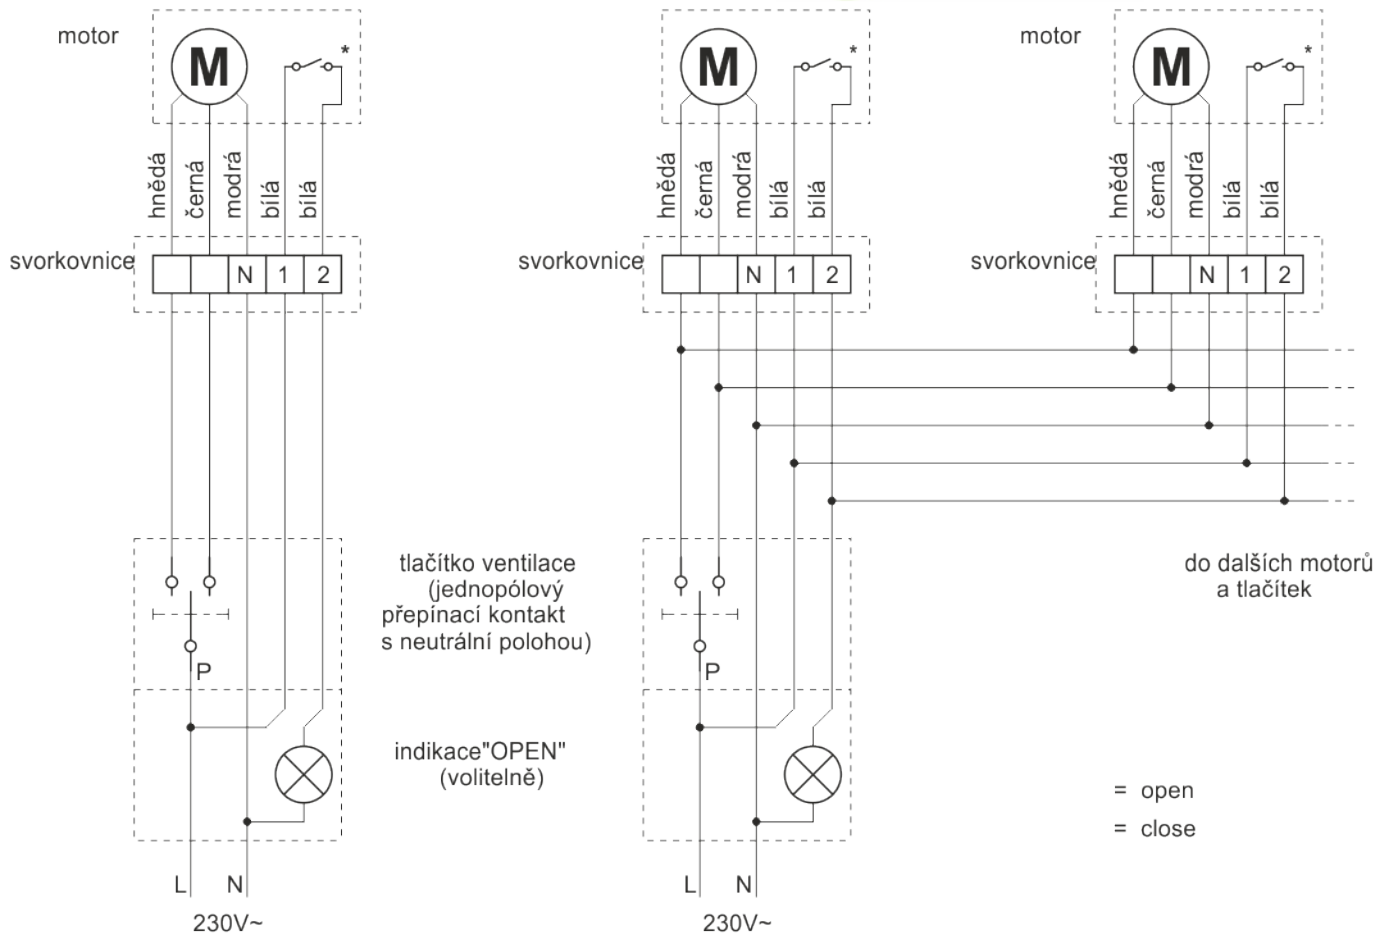 motor
M
*
hnědá
černá
modrá
bílá
bílá
svorkovnice
N 1 2
P
L N
230V~
tlačítko ventilace
(jednopólový
přepínací kontakt
s neutrální polohou)
indikace"OPEN"
(volitelně)
M
*
hnědá
černá
modrá
bílá
bílá
svorkovnice
N 1 2
P
L N
230V~
motor
M
*
hnědá
černá
modrá
bílá
bílá
svorkovnice
N 1 2
do dalších motorů
a tlačítek
= open
= close